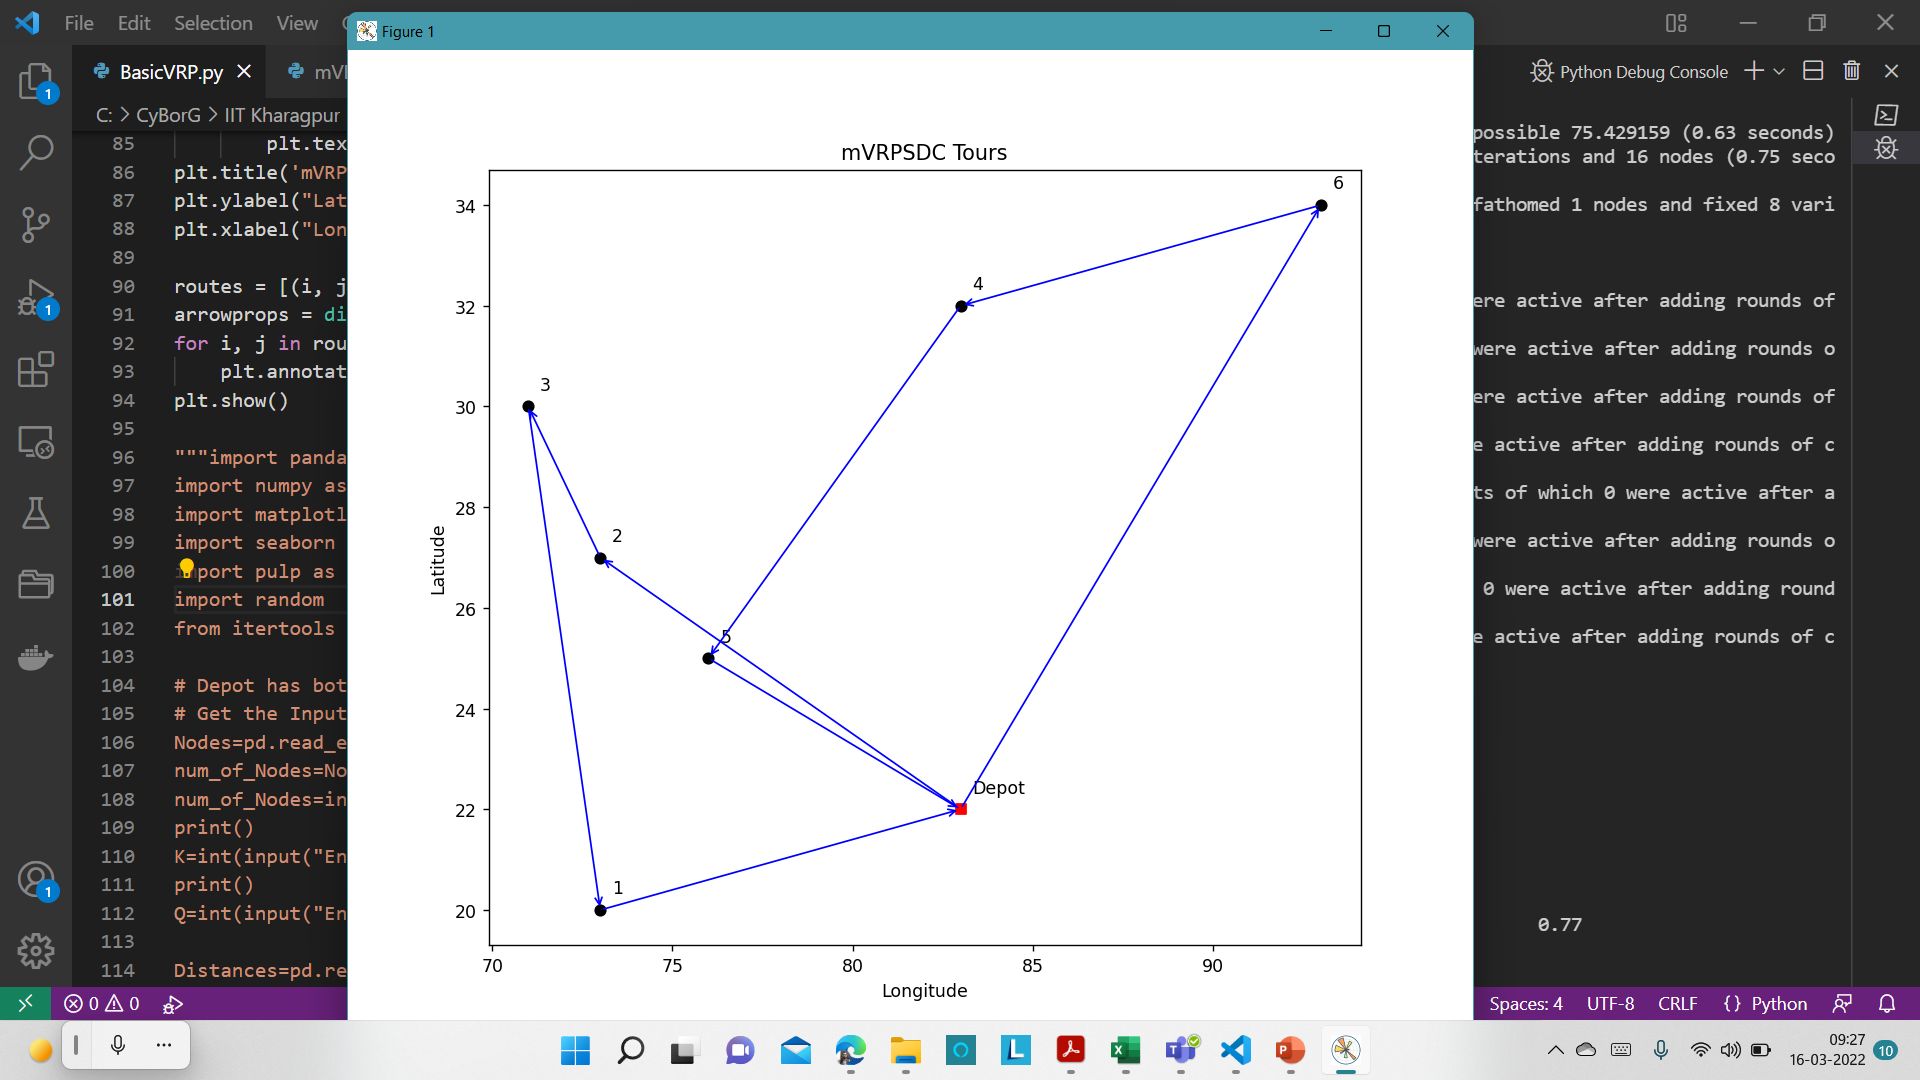 File Edit Selection View
Figure 1
BasicVRP.py
Python Debug Console
C: > CyBorG > IIT Kharagpur
85 plt.tex
86 plt.title('mVRP
87 plt.ylabel("Lat
88 plt.xlabel("Lon
89
90 routes = [(i, j
91 arrowprops = di
92 for i, j in rou
93 plt.annotat
94 plt.show()
95
96 """import panda
97 import numpy as
98 import matplotl
99 import seaborn
100 import pulp as
101 import random
102 from itertools
103
104 # Depot has bot
105 # Get the Input
106 Nodes=pd.read_e
107 num_of_Nodes=No
108 num_of_Nodes=in
109 print()
110 K=int(input("En
111 print()
112 Q=int(input("En
113
114 Distances=pd.re
mVRPSDC Tours
Latitude
34
32
30
28
26
24
22
20
6
4
3
2
5
Depot
1
70 75 80 85 90
Longitude
possible 75.429159 (0.63 seconds)
terations and 16 nodes (0.75 seco
fathomed 1 nodes and fixed 8 vari
ere active after adding rounds of
were active after adding rounds o
ere active after adding rounds of
e active after adding rounds of c
ts of which 0 were active after a
were active after adding rounds o
0 were active after adding round
e active after adding rounds of c
0.77
1
1
1
0 0
Spaces: 4 UTF-8 CRLF {} Python
09:27
16-03-2022
10